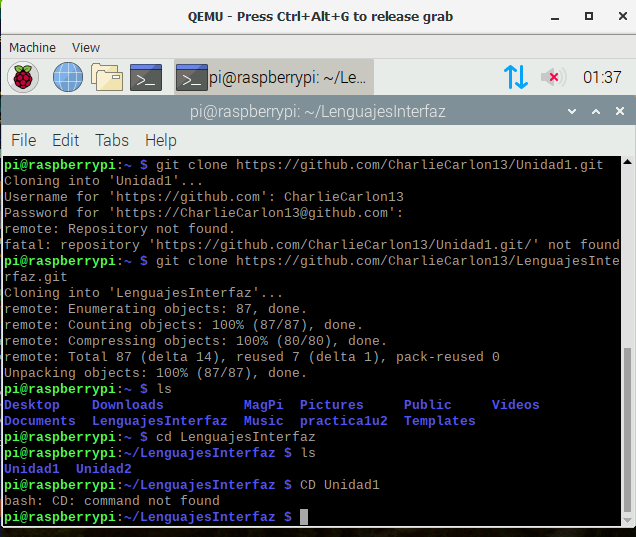 QEMU - Press Ctrl+Alt+G to release grab
Machine View
pi@raspberrypi: ~/Le... 01:37
pi@raspberrypi: ~/LenguajesInterfaz
File Edit Tabs Help
pi@raspberrypi:~ $ git clone https://github.com/CharlieCarlon13/Unidad1.git
Cloning into 'Unidad1'...
Username for 'https://github.com': CharlieCarlon13
Password for 'https://CharlieCarlon13@github.com':
remote: Repository not found.
fatal: repository 'https://github.com/CharlieCarlon13/Unidad1.git/' not found
pi@raspberrypi:~ $ git clone https://github.com/CharlieCarlon13/LenguajesInte
rfaz.git
Cloning into 'LenguajesInterfaz'...
remote: Enumerating objects: 87, done.
remote: Counting objects: 100% (87/87), done.
remote: Compressing objects: 100% (80/80), done.
remote: Total 87 (delta 14), reused 7 (delta 1), pack-reused 0
Unpacking objects: 100% (87/87), done.
pi@raspberrypi:~ $ ls
Desktop Downloads MagPi Pictures Public Videos
Documents LenguajesInterfaz Music practica1u2 Templates
pi@raspberrypi:~ $ cd LenguajesInterfaz
pi@raspberrypi:~/LenguajesInterfaz $ ls
Unidad1 Unidad2
pi@raspberrypi:~/LenguajesInterfaz $ CD Unidad1
bash: CD: command not found
pi@raspberrypi:~/LenguajesInterfaz $